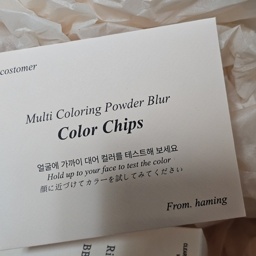 costomer
Multi Coloring Powder Blur
Color Chips
얼굴에 가까이 대어 컬러를 테스트해 보세요
Hold up to your face to test the color
顔に近づけてカラーを試してみてください
From. haming